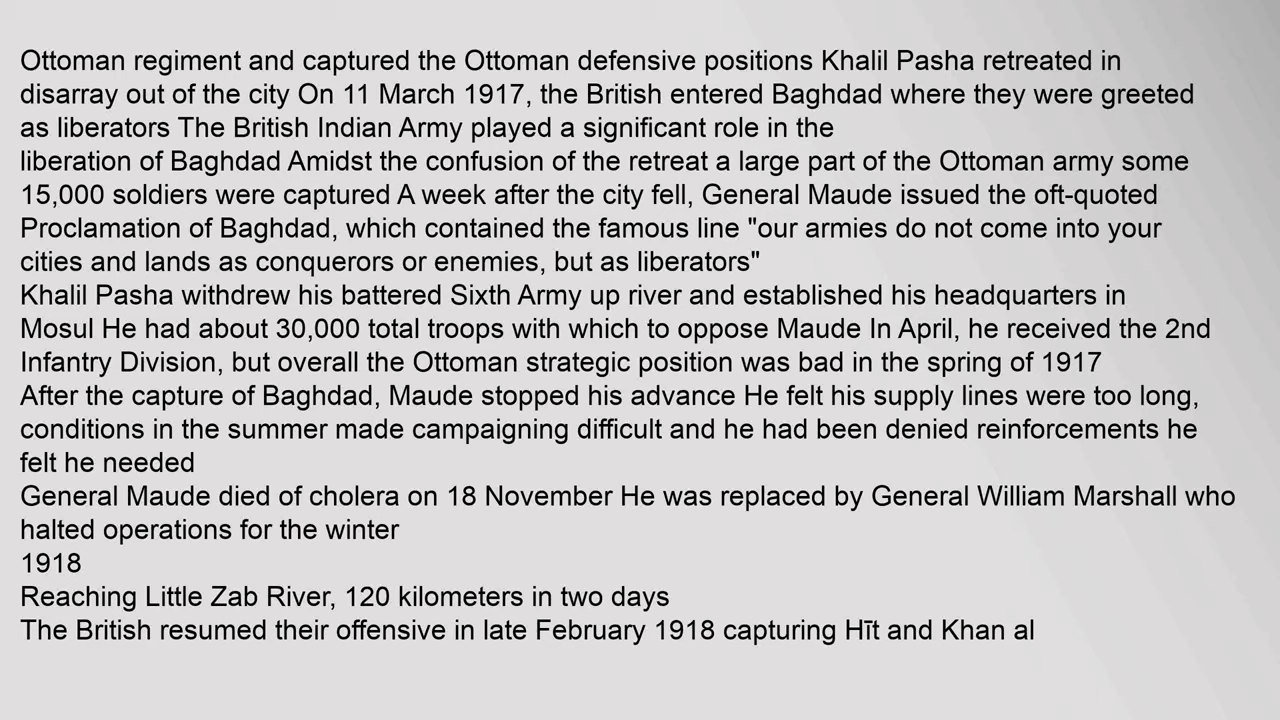 Ottoman regiment and captured the Ottoman defensive positions Khalil Pasha retreated in
disarray out of the city On 11 March 1917, the British entered Baghdad where they were greeted
as liberators The British Indian Army played a significant role in the
liberation of Baghdad Amidst the confusion of the retreat a large part of the Ottoman army some
15,000 soldiers were captured A week after the city fell, General Maude issued the oft-quoted
Proclamation of Baghdad, which contained the famous line "our armies do not come into your
cities and lands as conquerors or enemies, but as liberators"
Khalil Pasha withdrew his battered Sixth Army up river and established his headquarters in
Mosul He had about 30,000 total troops with which to oppose Maude In April, he received the 2nd
Infantry Division, but overall the Ottoman strategic position was bad in the spring of 1917
After the capture of Baghdad, Maude stopped his advance He felt his supply lines were too long,
conditions in the summer made campaigning difficult and he had been denied reinforcements he
felt he needed
General Maude died of cholera on 18 November He was replaced by General William Marshall who
halted operations for the winter
1918
Reaching Little Zab River, 120 kilometers in two days
The British resumed their offensive in late February 1918 capturing Hīt and Khan al